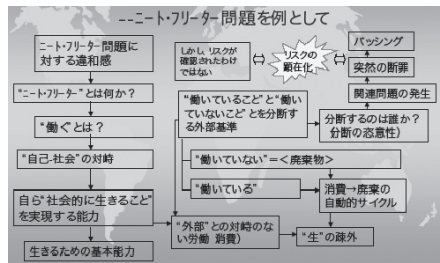 --ニート・フリーター問題を例として
ニート・フリーター問題に
対する違和感
“ニート・フリーター”とは何か?
“働ぐ”とは?
“自己-社会”の対峙
自ら“社会的に生きること”
を実現する能力
生きるための基本能力
しかし、リスクが
確認されたわけ
ではない
リスクの
顕在化
バッシング
突然の断罪
関連問題の発生
“働いていること”と“働い
ていないこど”とを分断す
る外部基準
分断するのは誰か?
分断の恣意性)
“働いていない”=<廃棄物>
“働いている”
消費→廃棄の
自動的サイクル
“外部”との対峙のな
い労働 消費)
“生”の疎外